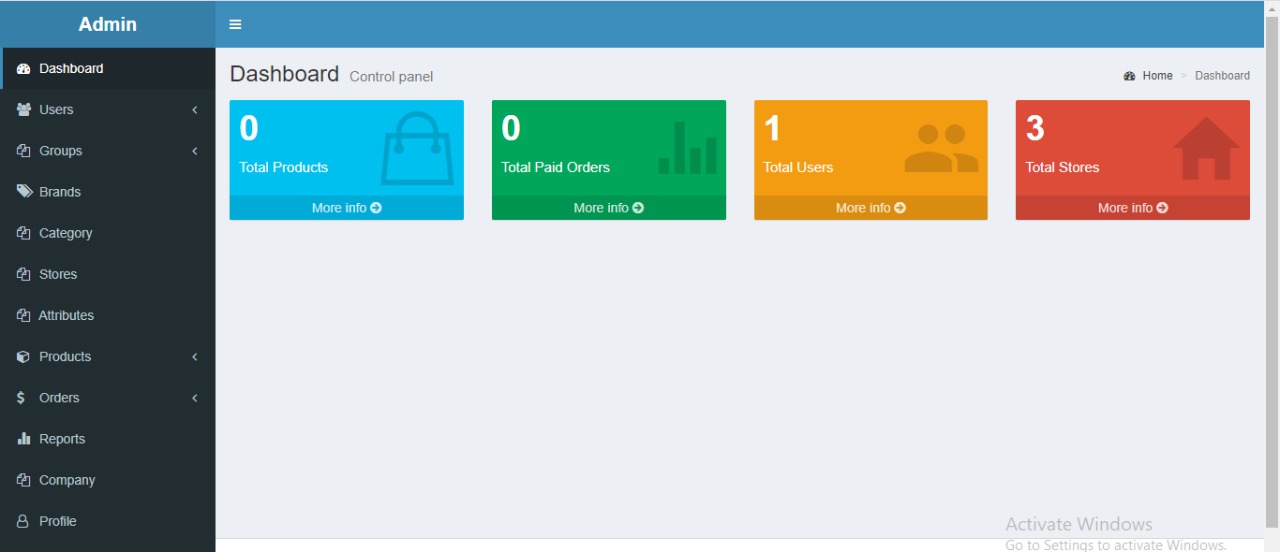 Admin
Dashboard
Users
Groups
Brands
Category
Stores
Attributes
Products
$ Orders
Reports
Company
Profile
Dashboard Control panel
Home > Dashboard
0
Total Products
More info
0
Total Paid Orders
More info
1
Total Users
More info
3
Total Stores
More info
Activate Windows
Go to Settings to activate Windows.